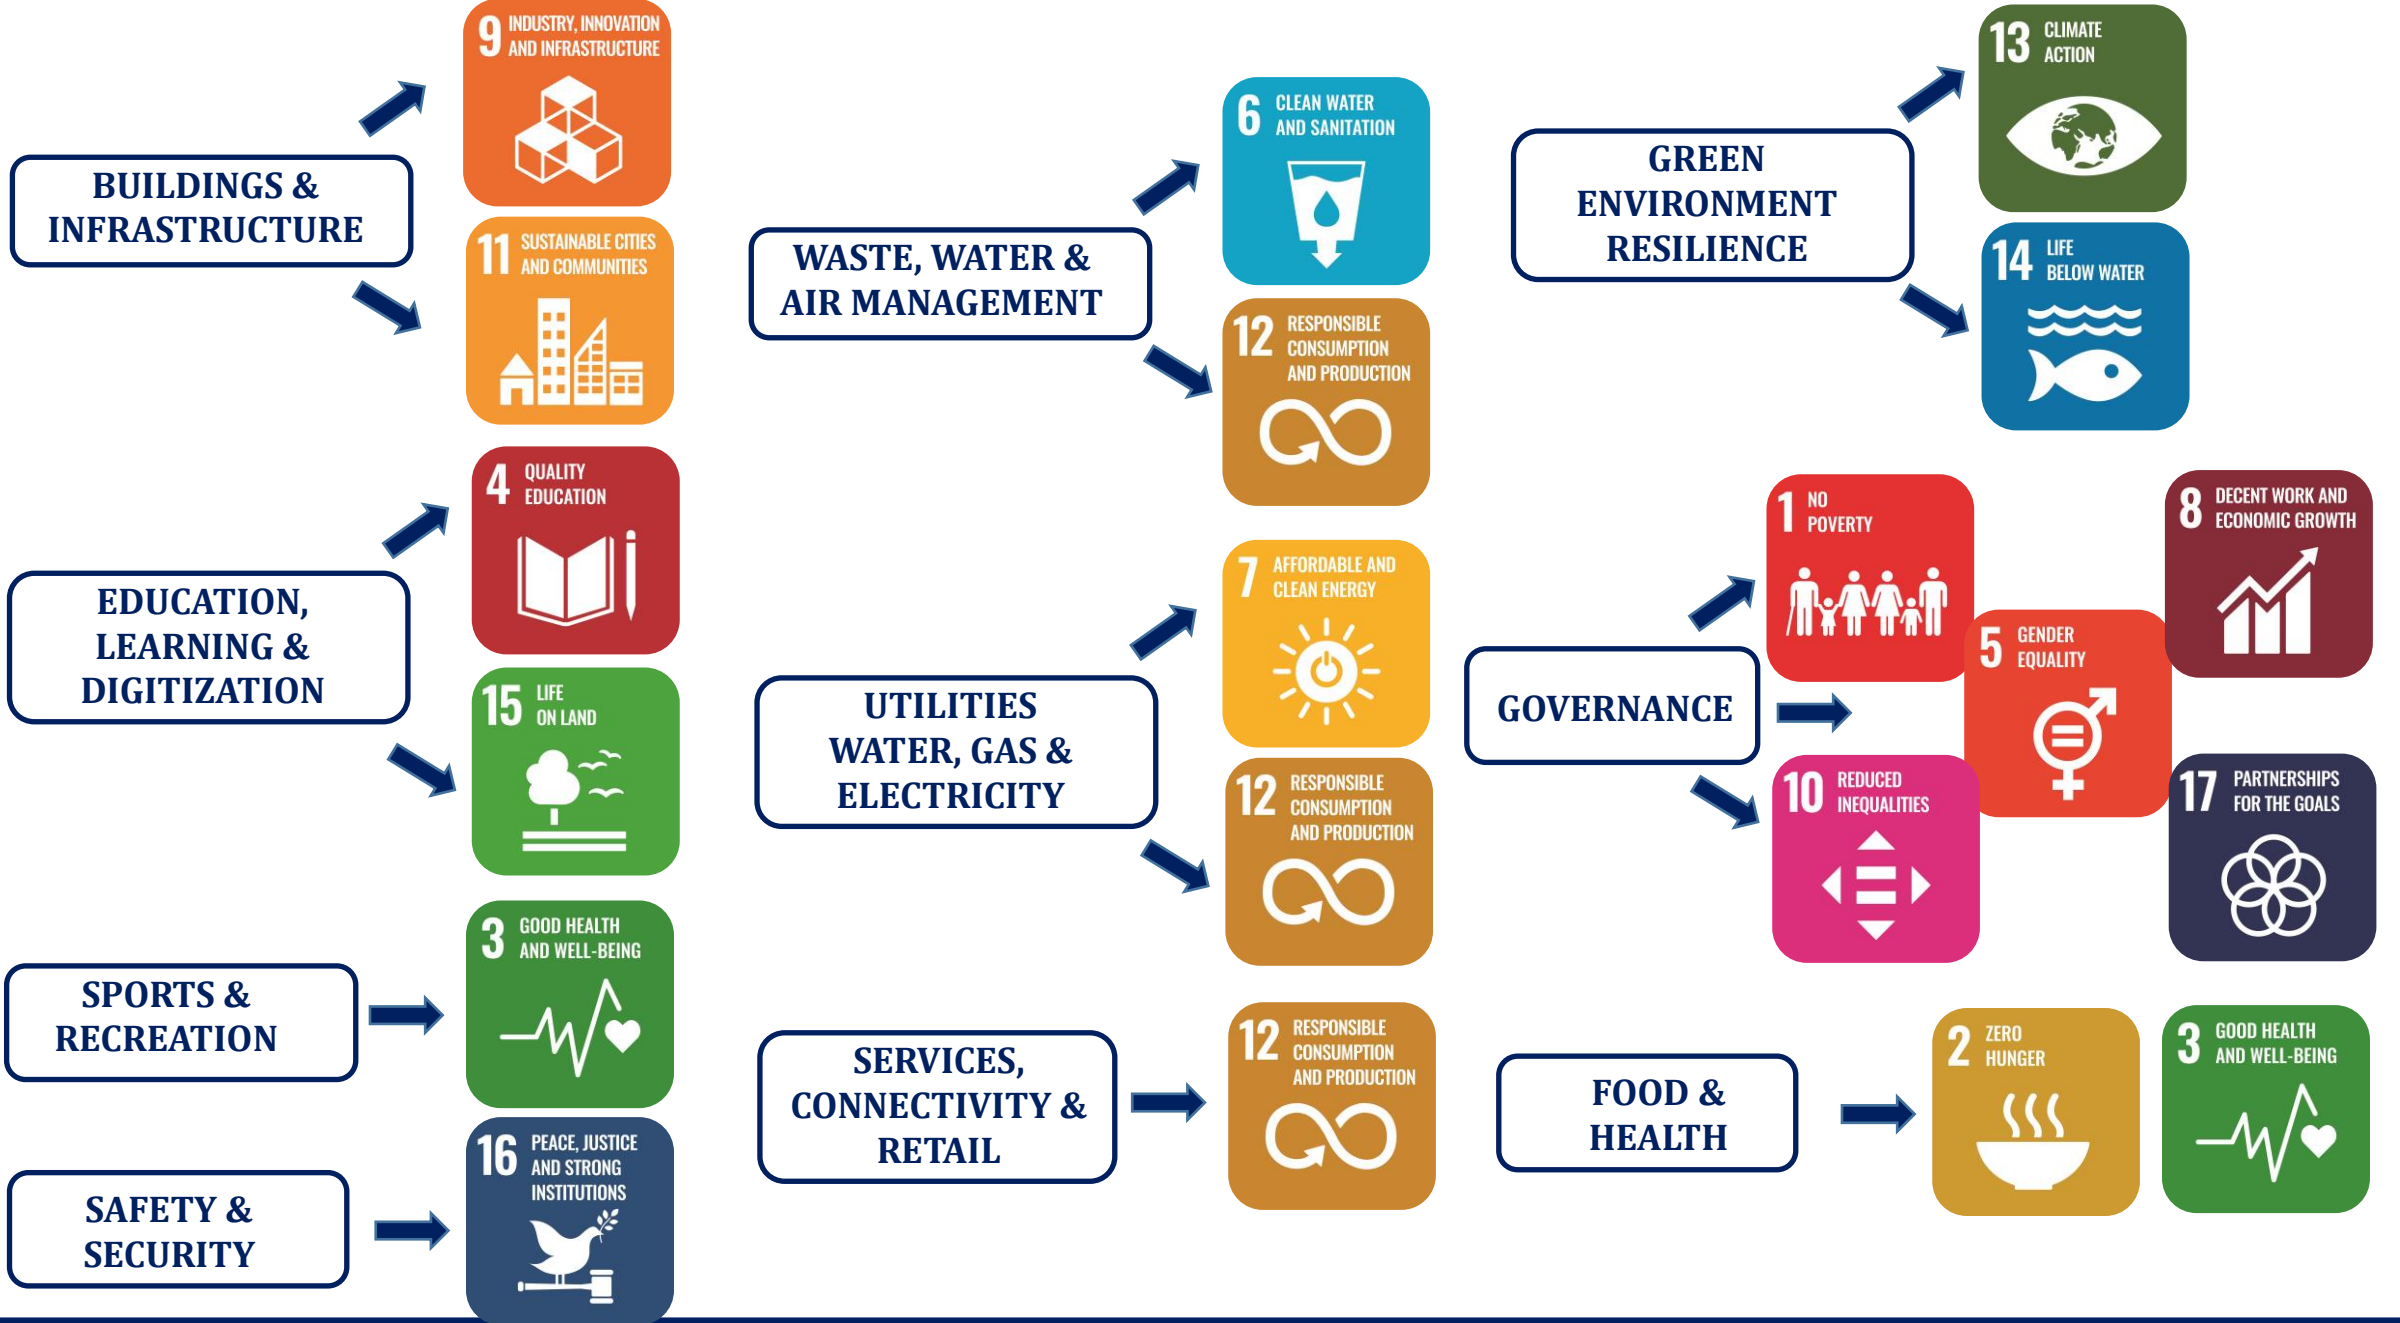 BUILDINGS &
INFRASTRUCTURE
9 INDUSTRY, INNOVATION
AND INFRASTRUCTURE
11 SUSTAINABLE CITIES
AND COMMUNITIES
EDUCATION,
LEARNING &
DIGITIZATION
4 QUALITY
EDUCATION
15 LIFE
ON LAND
SPORTS &
RECREATION
3 GOOD HEALTH
AND WELL-BEING
SAFETY &
SECURITY
16 PEACE, JUSTICE
AND STRONG
INSTITUTIONS
WASTE, WATER &
AIR MANAGEMENT
6 CLEAN WATER
AND SANITATION
12 RESPONSIBLE
CONSUMPTION
AND PRODUCTION
UTILITIES
WATER, GAS &
ELECTRICITY
7 AFFORDABLE AND
CLEAN ENERGY
12 RESPONSIBLE
CONSUMPTION
AND PRODUCTION
SERVICES,
CONNECTIVITY &
RETAIL
12 RESPONSIBLE
CONSUMPTION
AND PRODUCTION
GREEN
ENVIRONMENT
RESILIENCE
13 CLIMATE
ACTION
14 LIFE
BELOW WATER
GOVERNANCE
1 NO
POVERTY
8 DECENT WORK AND
ECONOMIC GROWTH
5 GENDER
EQUALITY
10 REDUCED
INEQUALITIES
17 PARTNERSHIPS
FOR THE GOALS
FOOD &
HEALTH
2 ZERO
HUNGER
3 GOOD HEALTH
AND WELL-BEING